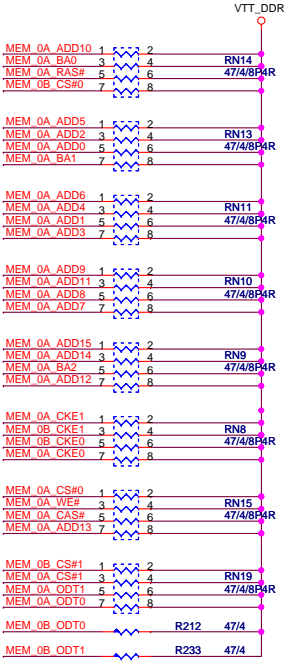 VTT_DDR
MEM_0A_ADD10 1 2
MEM_0A_BA0 3 4 RN14
MEM_0A_RAS# 5 6 47/4/8P4R
MEM_0B_CS#0 7 8
MEM_0A_ADD5 1 2
MEM_0A_ADD2 3 4 RN13
MEM_0A_ADD0 5 6 47/4/8P4R
MEM_0A_BA1 7 8
MEM_0A_ADD6 1 2
MEM_0A_ADD4 3 4 RN11
MEM_0A_ADD1 5 6 47/4/8P4R
MEM_0A_ADD3 7 8
MEM_0A_ADD9 1 2
MEM_0A_ADD11 3 4 RN10
MEM_0A_ADD8 5 6 47/4/8P4R
MEM_0A_ADD7 7 8
MEM_0A_ADD15 1 2
MEM_0A_ADD14 3 4 RN9
MEM_0A_BA2 5 6 47/4/8P4R
MEM_0A_ADD12 7 8
MEM_0A_CKE1 1 2
MEM_0B_CKE1 3 4 RN8
MEM_0B_CKE0 5 6 47/4/8P4R
MEM_0A_CKE0 7 8
MEM_0A_CS#0 1 2
MEM_0A_WE# 3 4 RN15
MEM_0A_CAS# 5 6 47/4/8P4R
MEM_0A_ADD13 7 8
MEM_0B_CS#1 1 2
MEM_0A_CS#1 3 4 RN19
MEM_0A_ODT1 5 6 47/4/8P4R
MEM_0A_ODT0 7 8
MEM_0B_ODT0 R212 47/4
MEM_0B_ODT1 R233 47/4